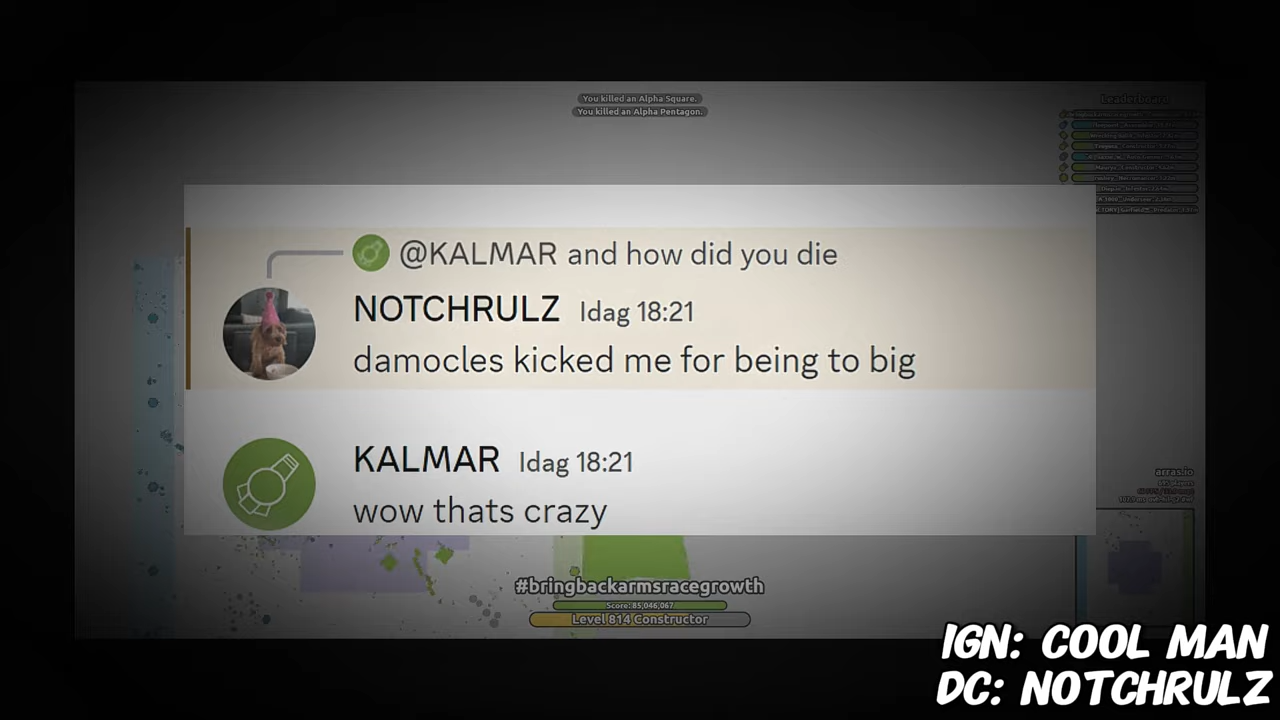 You killed an Alpha Square.
You killed an Alpha Pentagon.
Leaderboard
@KALMAR and how did you die
NOTCHRULZ Idag 18:21
damocles kicked me for being to big
KALMAR Idag 18:21
wow thats crazy
arras.io
#bringbackarmsracegrowth
Score: 85,046,067
Level 814 Constructor
IGN: COOL MAN
DC: NOTCHRULZ